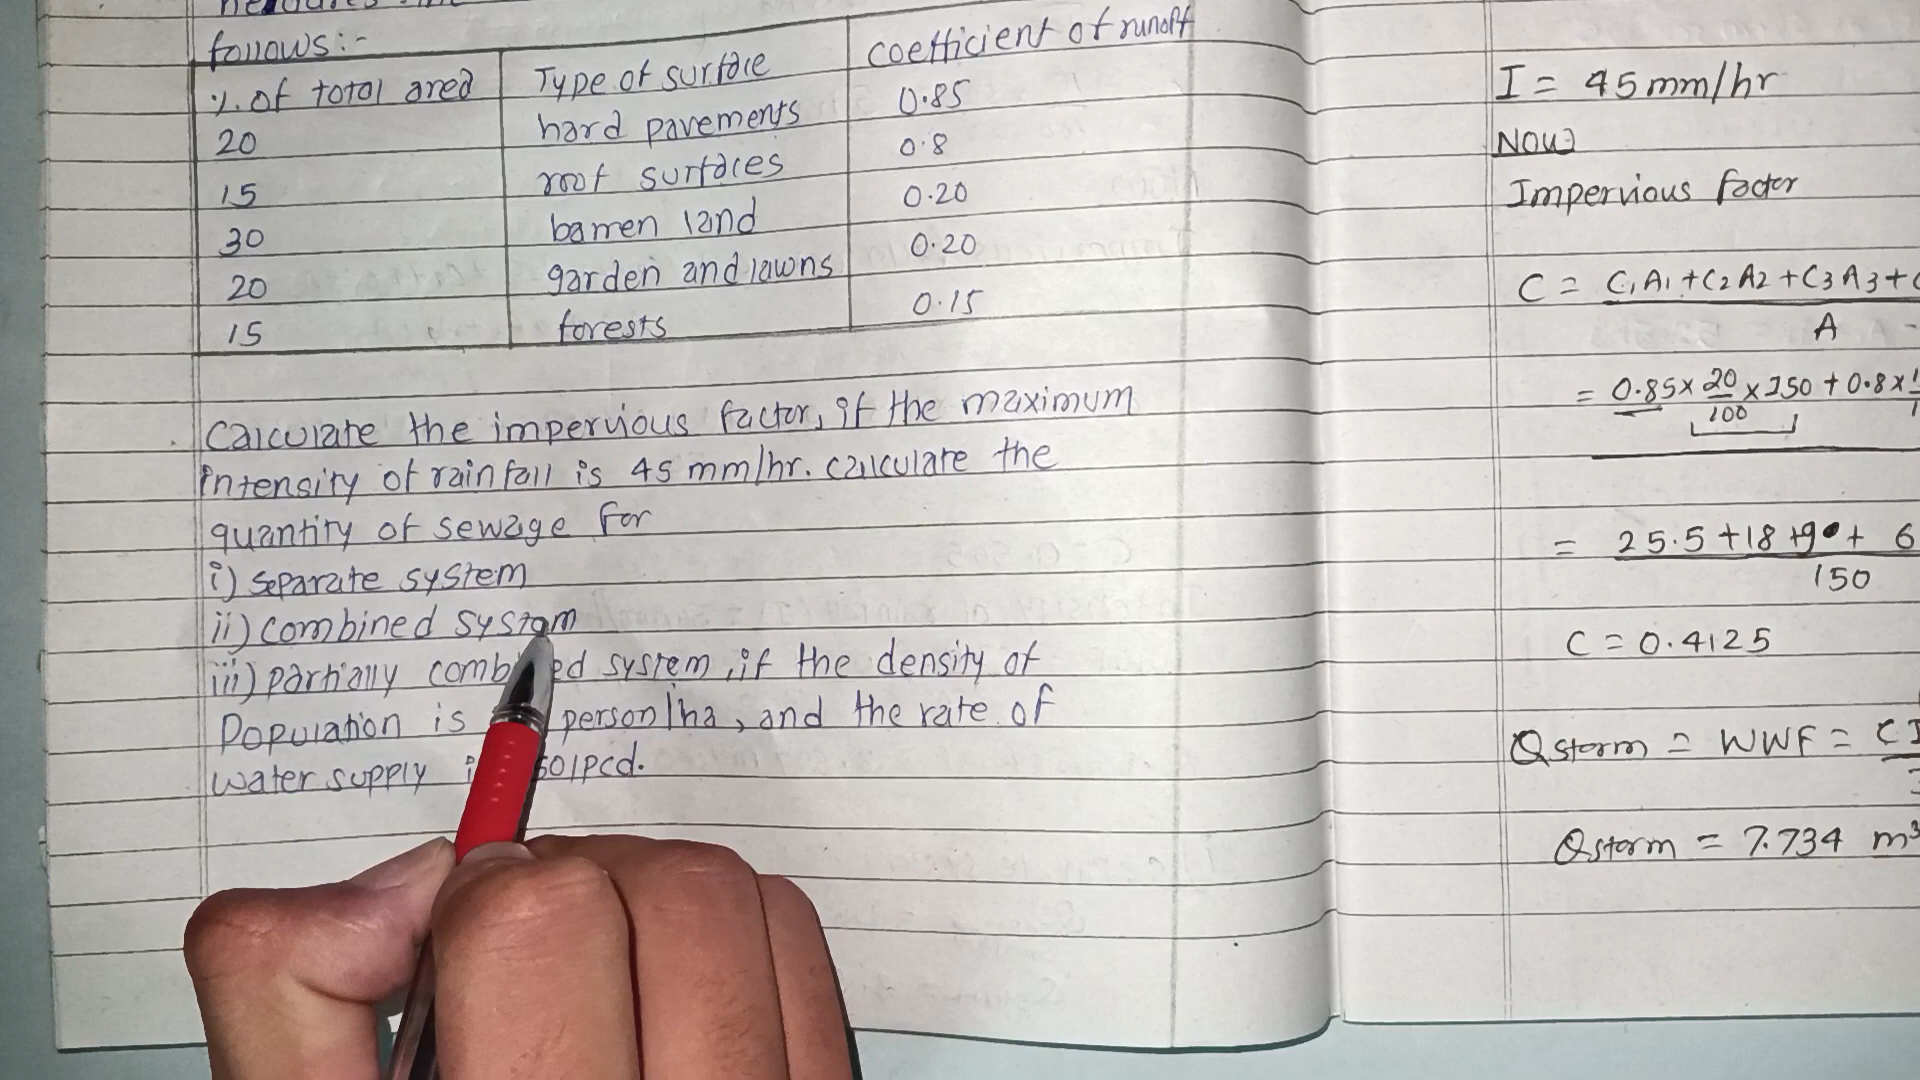 follows:-
%. of total area Type of surface coefficient of runoff
20 hard pavements 0.85
15 roof surfaces 0.8
30 barren land 0.20
20 garden and lawns 0.20
15 forests 0.15
calculate the impervious factor, if the maximum
intensity of rainfall is 45 mm/hr. calculate the
quantity of sewage for
i) separate system
ii) combined system
iii) partially combined system, if the density of
Population is person/ha, and the rate of
water supply 50lpcd.
I = 45 mm/hr
Now
Impervious factor
C = C1A1 + C2A2 + C3A3 +
A
= 0.85 x 20/100 x 150 + 0.8 x
= 25.5 + 18 + 9 + 6
150
C = 0.4125
Qstorm = WWF = CI
Qstorm = 7.734 m³